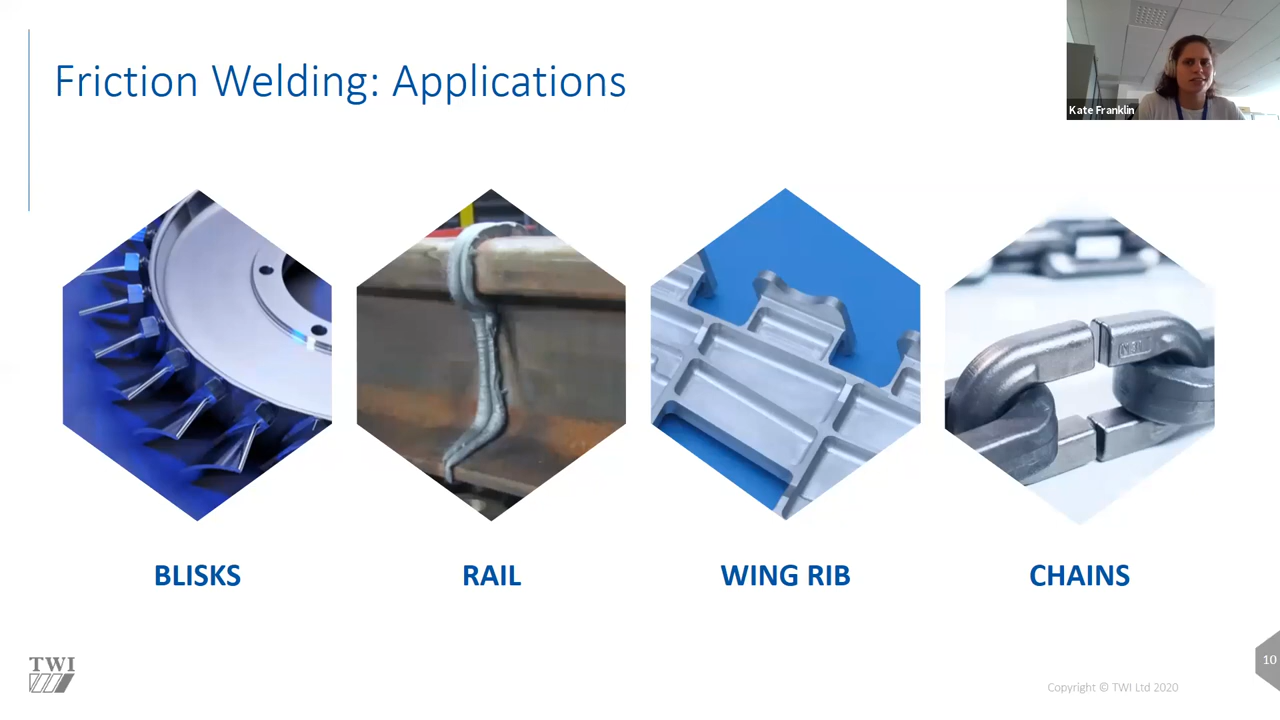 Friction Welding: Applications
Kate Franklin
BLISKS
RAIL
WING RIB
CHAINS
TWI
10
Copyright © TWI Ltd 2020